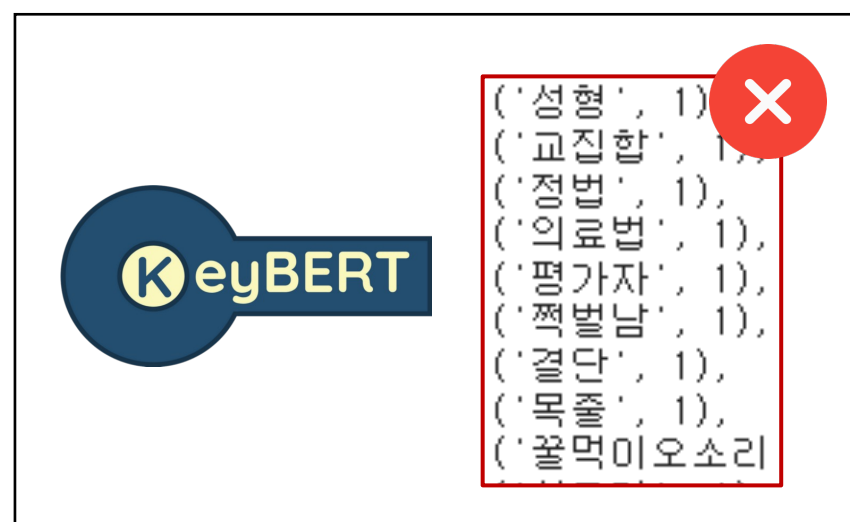 KeyBERT
('성형', 1)
('교집합', 1),
('정법', 1),
('의료법', 1),
('평가자', 1),
('쩍벌남', 1),
('결단', 1),
('목줄', 1),
('꿀먹이오소리